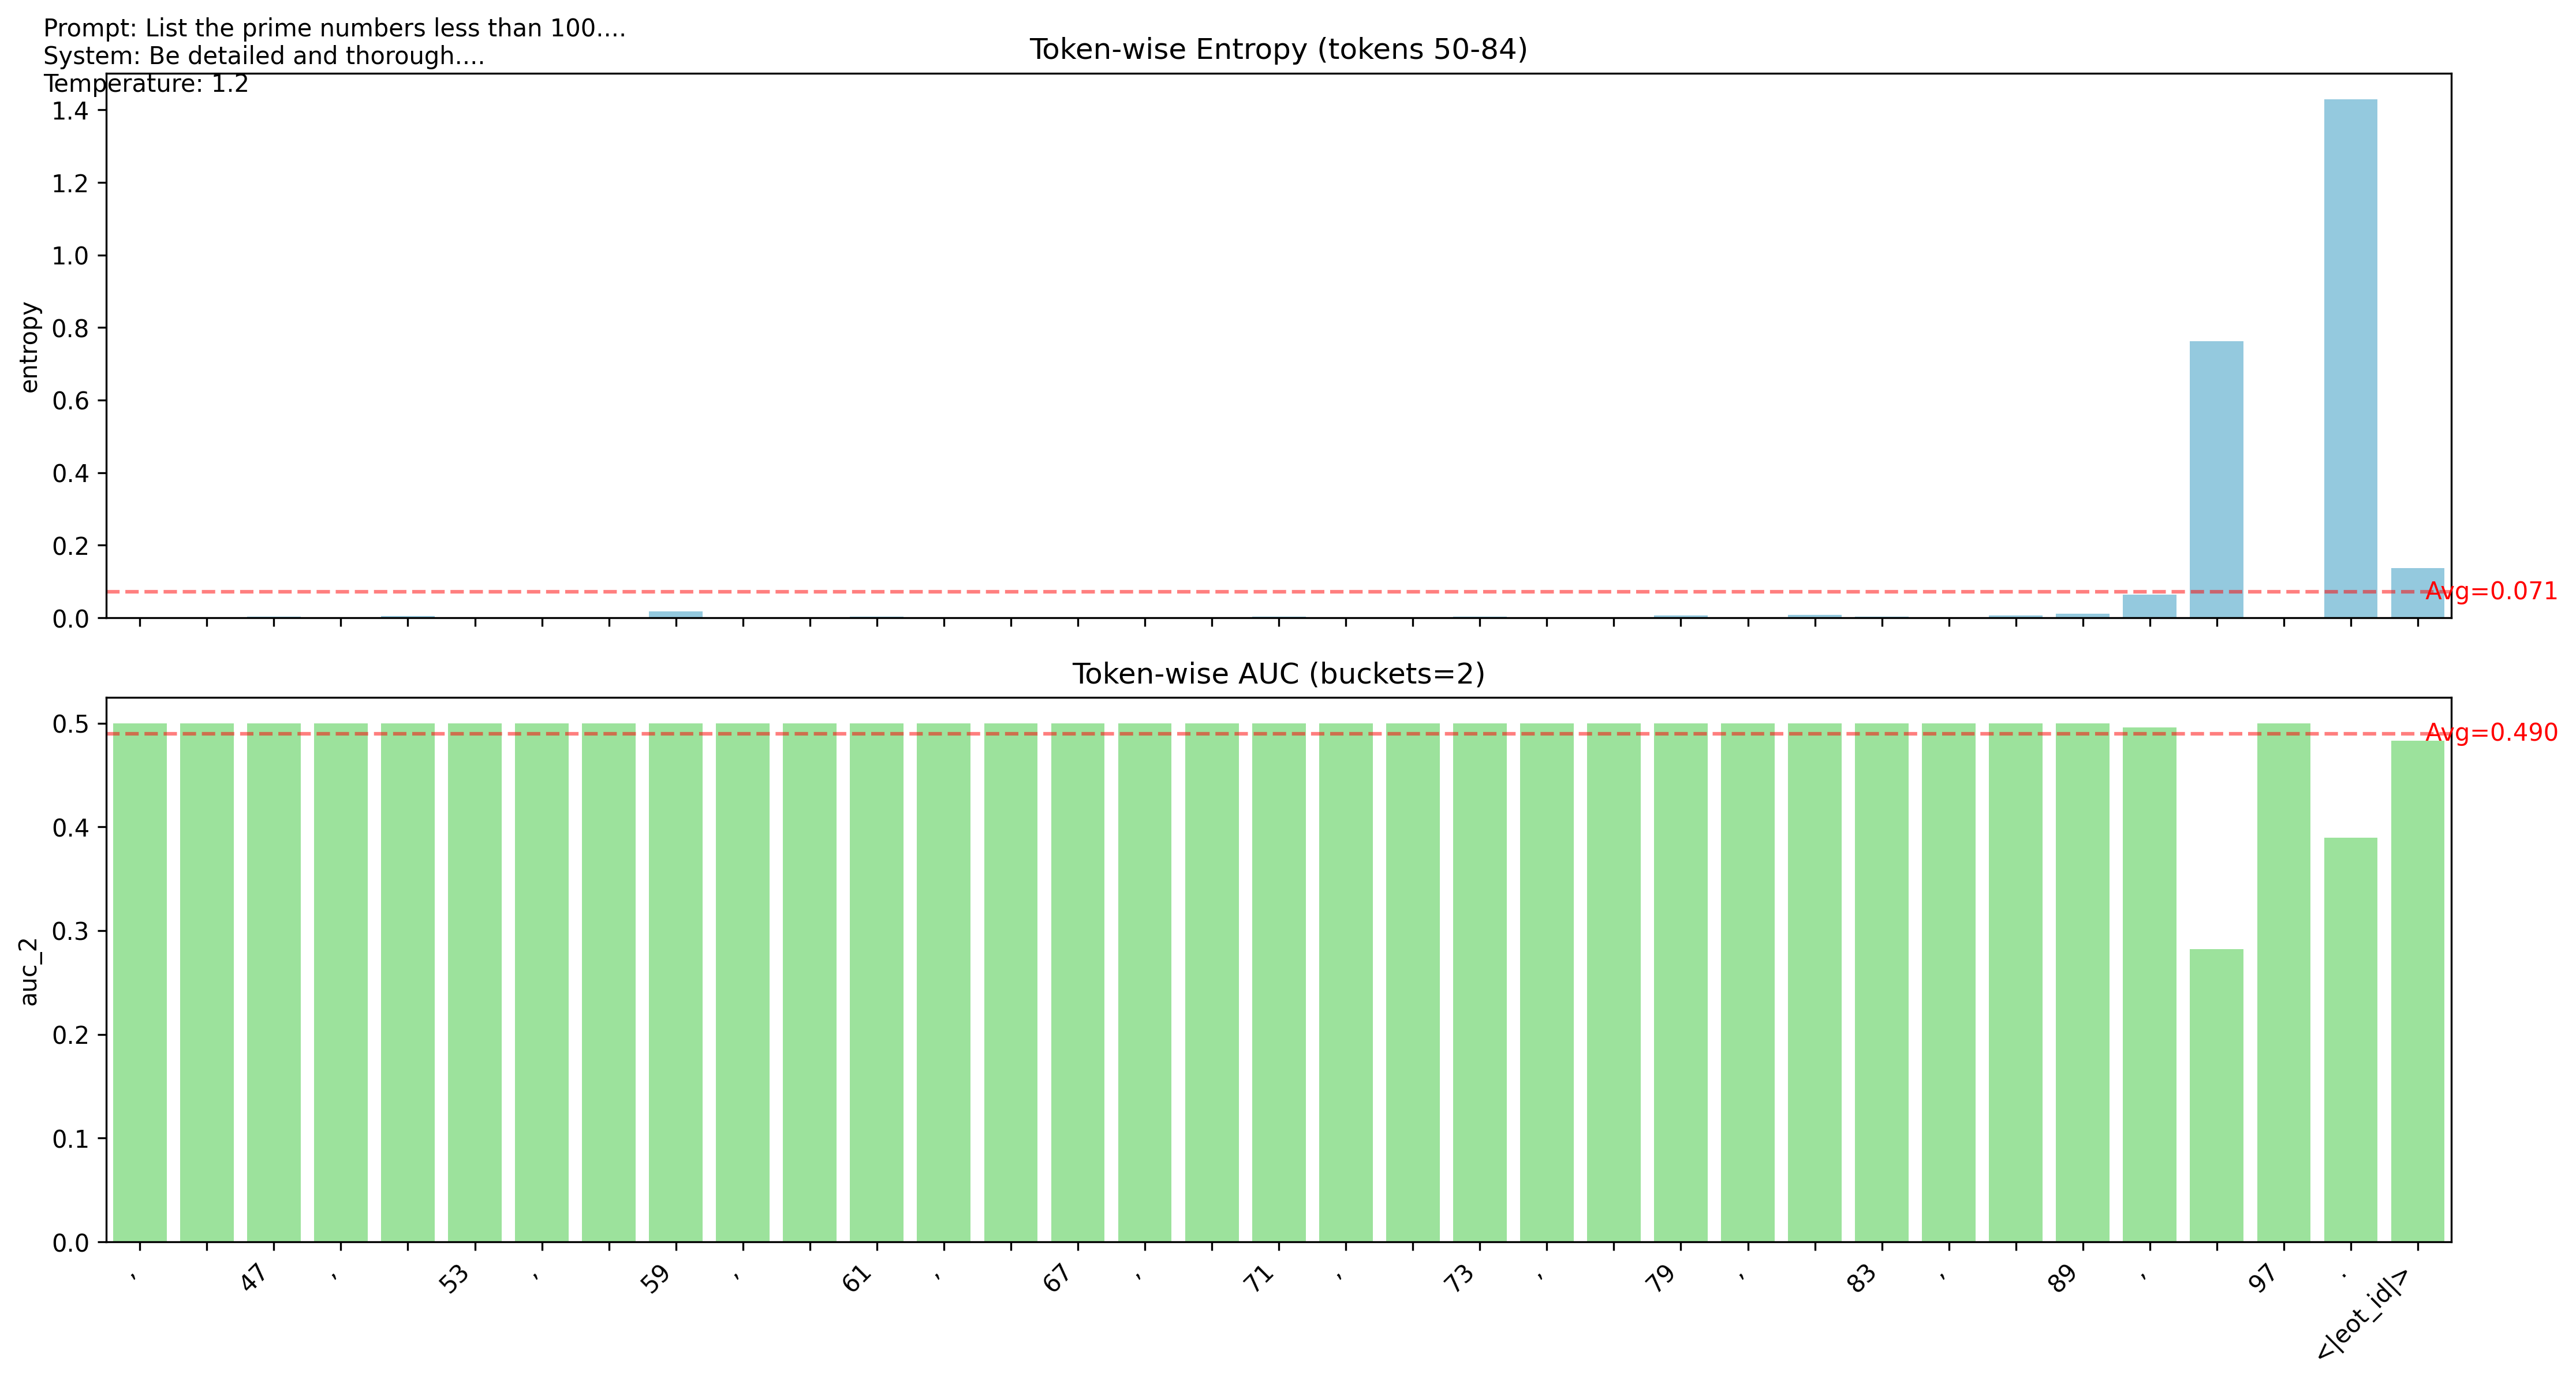 Prompt: List the prime numbers less than 100....
System: Be detailed and thorough....
Temperature: 1.2
Token-wise Entropy (tokens 50-84)
entropy
1.4
1.2
1.0
0.8
0.6
0.4
0.2
0.0
Avg=0.071
Token-wise AUC (buckets=2)
auc_2
0.5
0.4
0.3
0.2
0.1
0.0
Avg=0.490
, 47 , 53 , 59 , 61 , 67 , 71 , 73 , 79 , 83 , 89 , 97 . <|eot_id|>